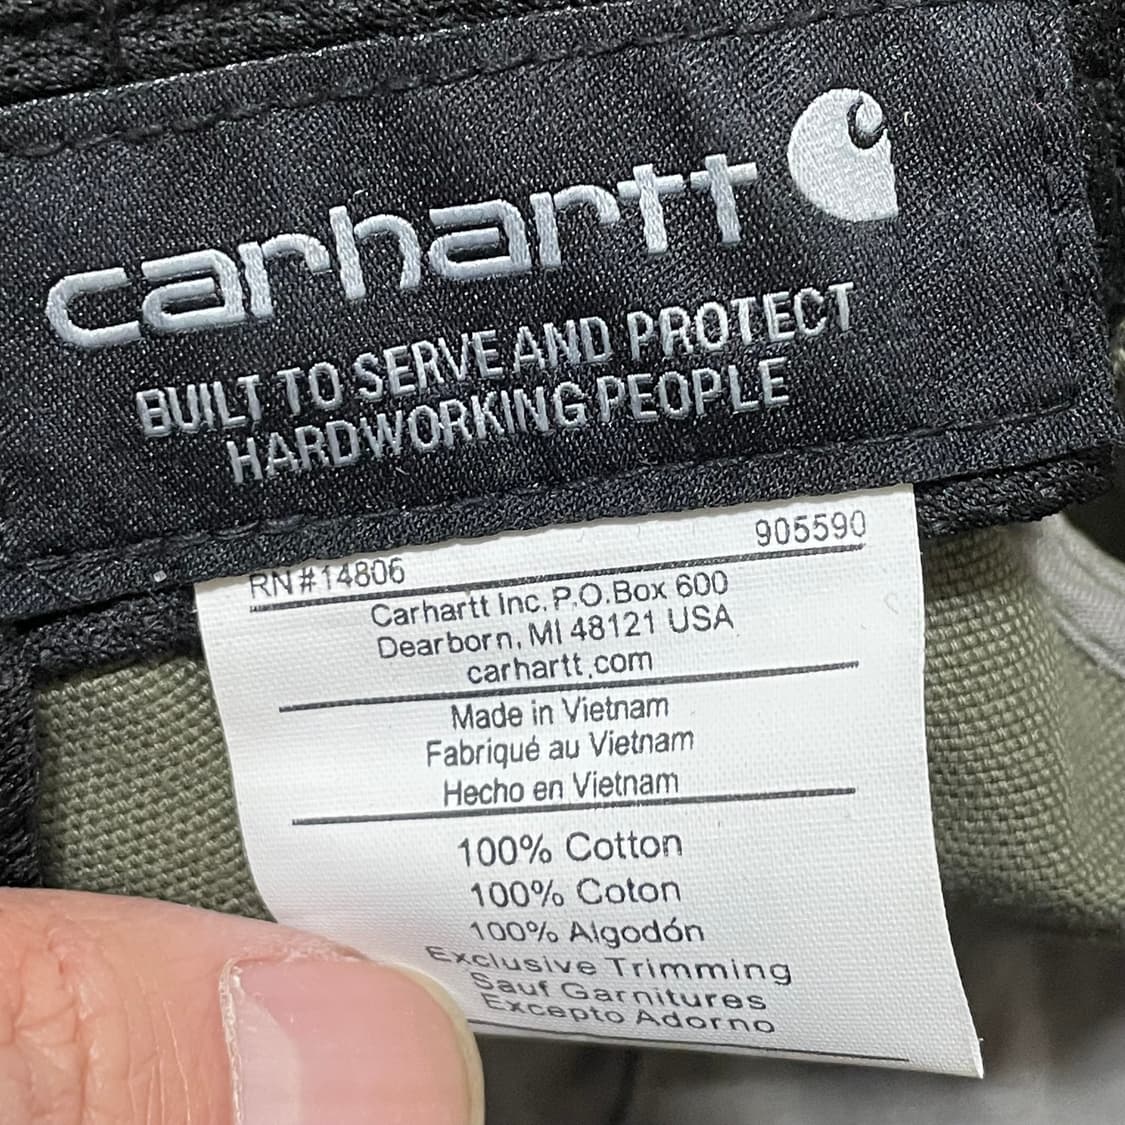 carhartt
BUILT TO SERVE AND PROTECT
HARDWORKING PEOPLE
RN#14806 905590
Carhartt Inc. P.O.Box 600
Dearborn, MI 48121 USA
carhartt.com
Made in Vietnam
Fabriqué au Vietnam
Hecho en Vietnam
100% Cotton
100% Coton
100% Algodón
Exclusive Trimming
Sauf Garnitures
Excepto Adorno